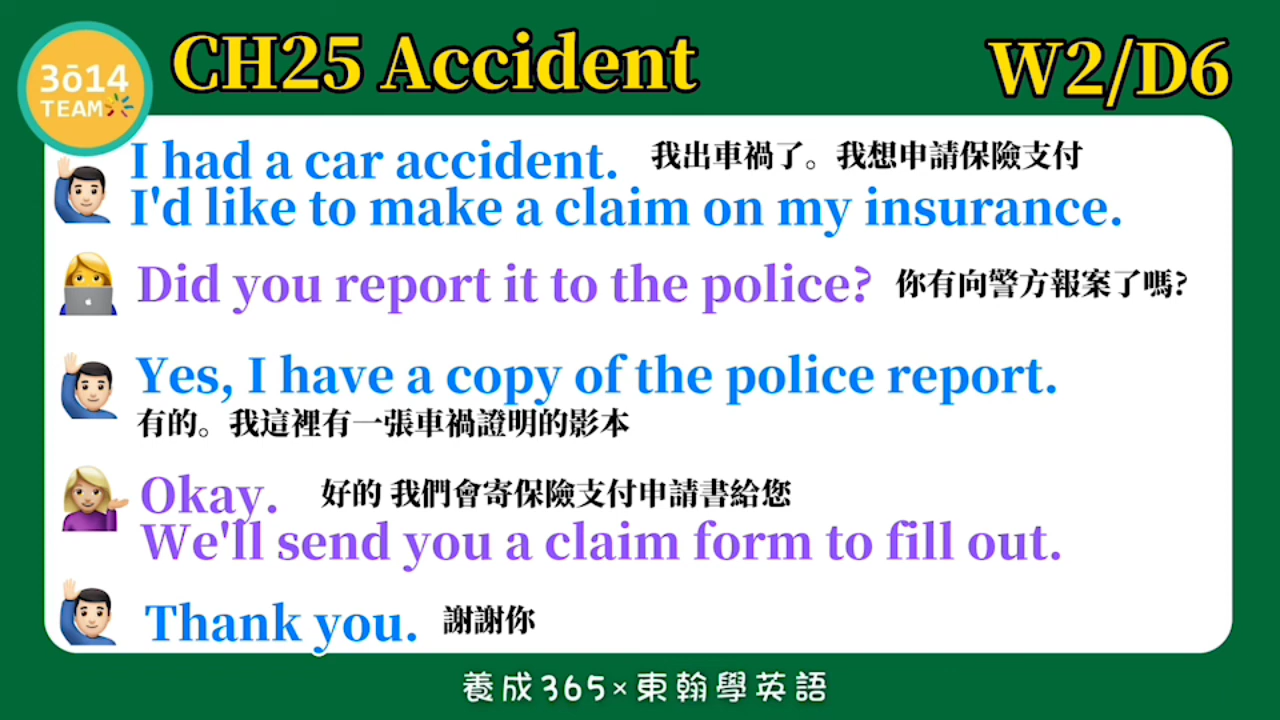 CH25 Accident
W2/D6
3ō14
TEAM
I had a car accident. 我出車禍了。我想申請保險支付
I'd like to make a claim on my insurance.
Did you report it to the police? 你有向警方報案了嗎?
Yes, I have a copy of the police report.
有的。我這裡有一張車禍證明的影本
Okay. 好的 我們會寄保險支付申請書給您
We'll send you a claim form to fill out.
Thank you. 謝謝你
養成365×東翰學英語